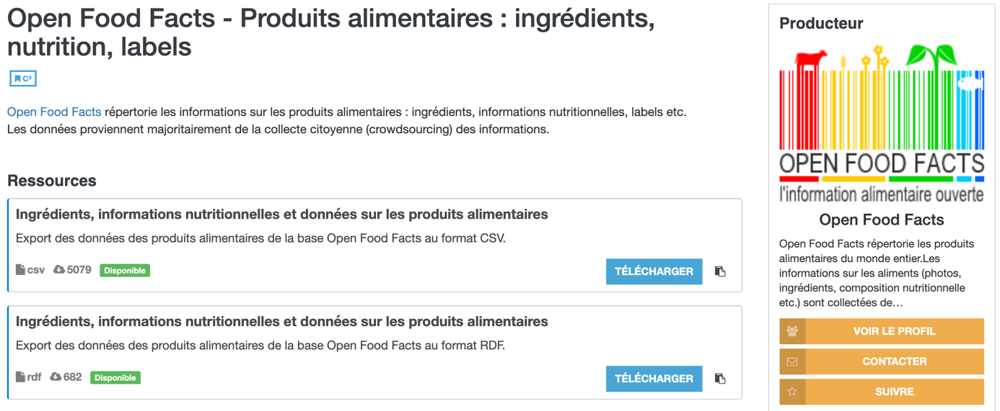 Open Food Facts - Produits alimentaires : ingrédients,
nutrition, labels
C³
Open Food Facts répertorie les informations sur les produits alimentaires : ingrédients, informations nutritionnelles, labels etc.
Les données proviennent majoritairement de la collecte citoyenne (crowdsourcing) des informations.
Ressources
Ingrédients, informations nutritionnelles et données sur les produits alimentaires
Export des données des produits alimentaires de la base Open Food Facts au format CSV.
csv 5079 Disponible
TÉLÉCHARGER
Ingrédients, informations nutritionnelles et données sur les produits alimentaires
Export des données des produits alimentaires de la base Open Food Facts au format RDF.
rdf 682 Disponible
TÉLÉCHARGER
Producteur
OPEN FOOD FACTS
l'information alimentaire ouverte
Open Food Facts
Open Food Facts répertorie les produits
alimentaires du monde entier.Les
informations sur les aliments (photos,
ingrédients, composition nutritionnelle
etc.) sont collectées de…
VOIR LE PROFIL
CONTACTER
SUIVRE